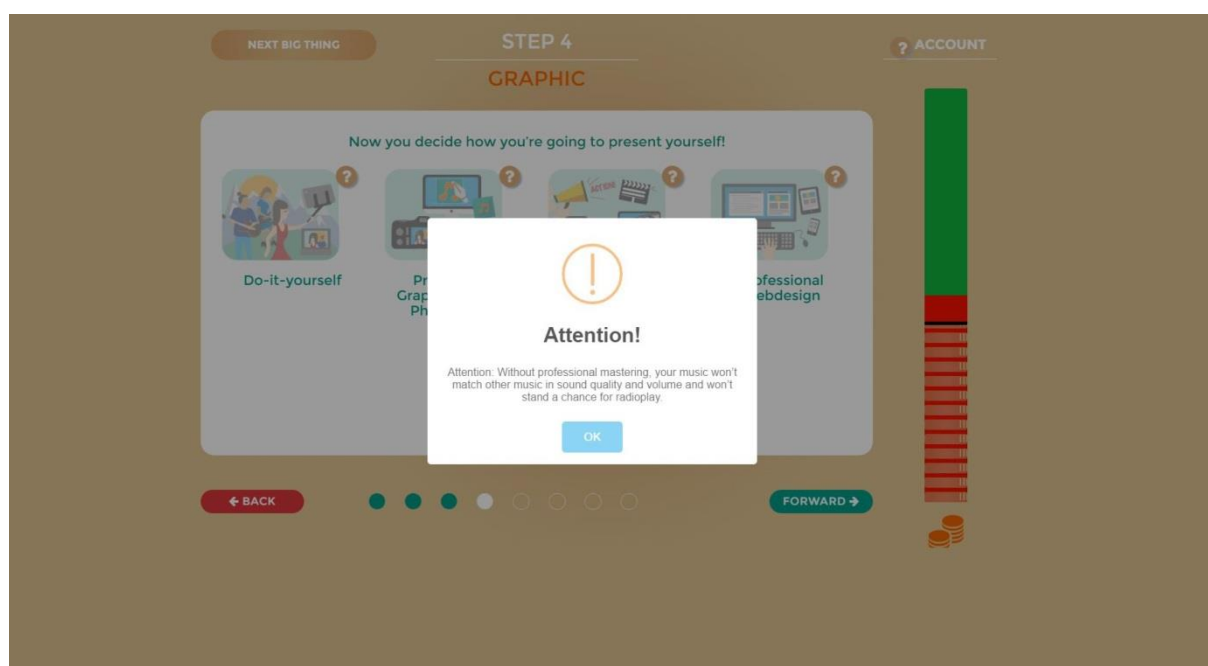 NEXT BIG THING
STEP 4
? ACCOUNT
GRAPHIC
Now you decide how you're going to present yourself!
? ? ? ?
ACTION
Do-it-yourself
Attention!
Attention: Without professional mastering, your music won't
match other music in sound quality and volume and won't
stand a chance for radioplay.
OK
BACK
FORWARD